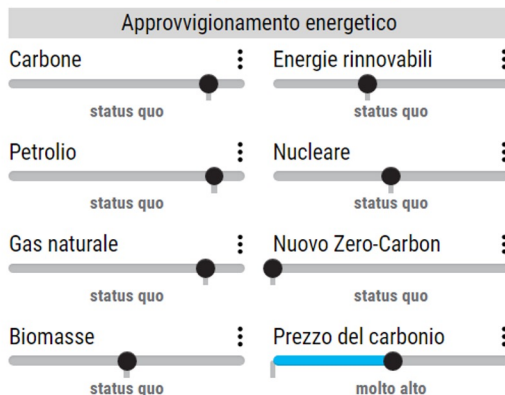 Approvvigionamento energetico
Carbone
Energie rinnovabili
status quo
status quo
Petrolio
Nucleare
status quo
status quo
Gas naturale
Nuovo Zero-Carbon
status quo
status quo
Biomasse
Prezzo del carbonio
status quo
molto alto